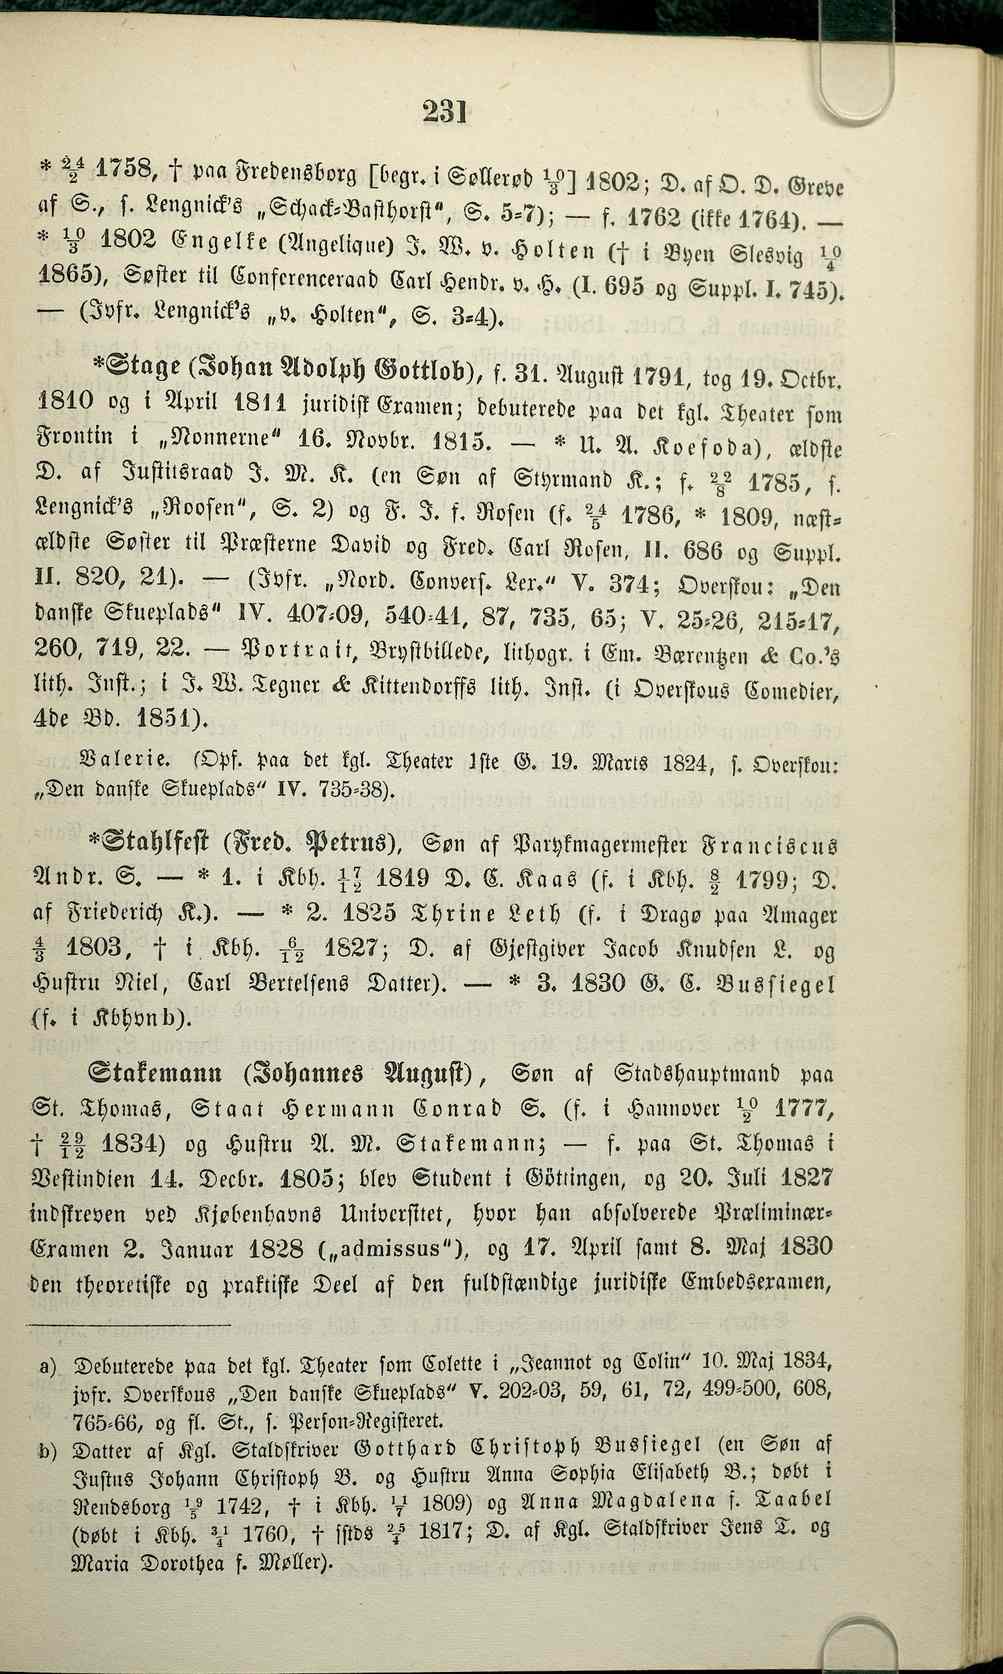 231
* 24/2 1758, † paa Fredensborg [begr. i Søllerød 10/3] 1802; D. af O. D. Greve
af S., s. Lengnick's „Schack=Basthorst“, S. 5=7); — f. 1762 (ikke 1764). —
* 10/3 1802 Engelke (Angelique) J. W. v. Holten († i Byen Slesvig 10/4
1865), Søster til Conferenceraad Carl Hendr. v. H. (I. 695 og Suppl. I. 745).
— (Jvfr. Lengnick's „v. Holten“, S. 3=4).
*Stage (Johan Adolph Gottlob), f. 31. August 1791, tog 19. Octbr.
1810 og i April 1811 juridisk Examen; debuterede paa det kgl. Theater som
Frontin i „Nonnerne“ 16. Novbr. 1815. — * U. A. Koefoda), ældste
D. af Justitsraad J. M. K. (en Søn af Styrmand K.; f. 22/8 1785, s.
Lengnick's „Roosen“, S. 2) og F. J. f. Rosen (f. 24/5 1786, * 1809, næst=
ældste Søster til Præsterne David og Fred. Carl Rosen, II. 686 og Suppl.
II. 820, 21). — (Jvfr. „Nord. Convers. Lex.“ V. 374; Overskou: „Den
danske Skueplads“ IV. 407=09, 540=41, 87, 735, 65; V. 25=26, 215=17,
260, 719, 22. — Portrait, Brystbillede, lithogr. i Em. Bærentzen & Co.'s
lith. Inst.; i J. W. Tegner & Kittendorffs lith. Inst. (i Overskous Comedier,
4de Bd. 1851).
Valerie. (Opf. paa det kgl. Theater 1ste G. 19. Marts 1824, s. Overskou:
„Den danske Skueplads“ IV. 735=38).
*Stahlfest (Fred. Petrus), Søn af Parykmagermester Franciscus
Andr. S. — * 1. i Kbh. 17/12 1819 D. C. Kaas (f. i Kbh. 8/2 1799; D.
af Friederich K.). — * 2. 1825 Thrine Leth (f. i Dragø paa Amager
4/3 1803, † i Kbh. 6/12 1827; D. af Gjestgiver Jacob Knudsen L. og
Hustru Niel, Carl Bertelsens Datter). — * 3. 1830 G. C. Bussiegel
(f. i Kbhvnb).
Stakemann (Johannes August), Søn af Stadshauptmand paa
St. Thomas, Staat Hermann Conrad S. (f. i Hannover 10/2 1777,
† 29/12 1834) og Hustru A. M. Stakemann; — f. paa St. Thomas i
Vestindien 14. Decbr. 1805; blev Student i Göttingen, og 20. Juli 1827
indskreven ved Kjøbenhavns Universitet, hvor han absolverede Præliminær=
Examen 2. Januar 1828 („admissus“), og 17. April samt 8. Maj 1830
den theoretiske og praktiske Deel af den fuldstændige juridiske Embedsexamen,
a) Debuterede paa det kgl. Theater som Colette i „Jeannot og Colin“ 10. Maj 1834,
jvfr. Overskous „Den danske Skueplads“ V. 202=03, 59, 61, 72, 499=500, 608,
765=66, og fl. St., s. Person=Registeret.
b) Datter af Kgl. Staldskriver Gotthard Christoph Bussiegel (en Søn af
Justus Johann Christoph B. og Hustru Anna Sophia Elisabeth B.; døbt i
Rendsborg 19/5 1742, † i Kbh. 11/7 1809) og Anna Magdalena f. Taabel
(døbt i Kbh. 31/4 1760, † sstds 25/4 1817; D. af Kgl. Staldskriver Jens T. og
Maria Dorothea f. Møller).